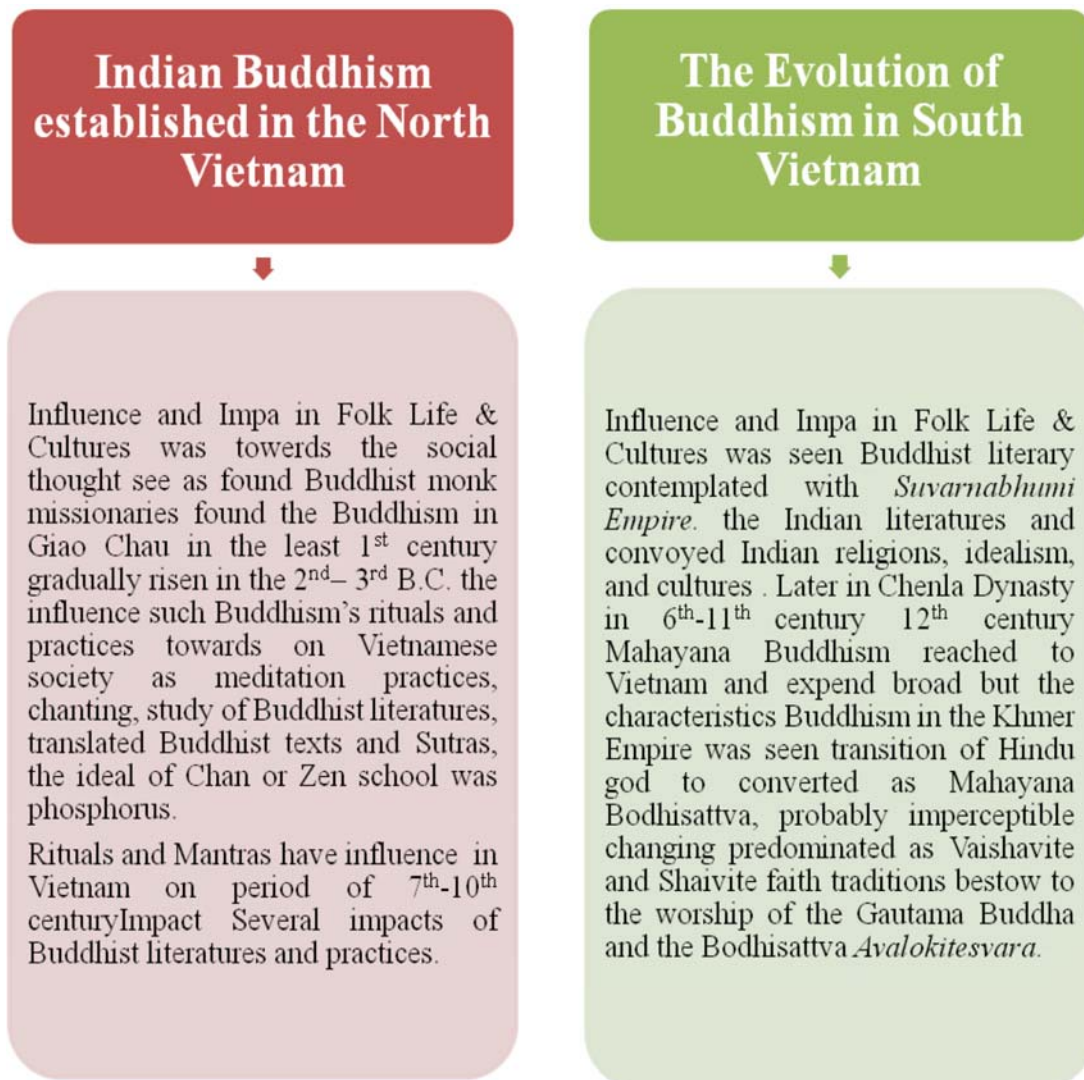 Indian Buddhism
established in the North
Vietnam
Influence and Impa in Folk Life &
Cultures was towerds the social
thought see as found Buddhist monk
missionaries found the Buddhism in
Giao Chau in the least 1st century
gradually risen in the 2nd– 3rd B.C. the
influence such Buddhism’s rituals and
practices towards on Vietnamese
society as meditation practices,
chanting, study of Buddhist literatures,
translated Buddhist texts and Sutras,
the ideal of Chan or Zen school was
phosphorus.
Rituals and Mantras have influence in
Vietnam on period of 7th-10th
centuryImpact Several impacts of
Buddhist literatures and practices.
The Evolution of
Buddhism in South
Vietnam
Influence and Impa in Folk Life &
Cultures was seen Buddhist literary
contemplated with Suvarnabhumi
Empire. the Indian literatures and
convoyed Indian religions, idealism,
and cultures . Later in Chenla Dynasty
in 6th-11th century 12th century
Mahayana Buddhism reached to
Vietnam and expend broad but the
characteristics Buddhism in the Khmer
Empire was seen transition of Hindu
god to converted as Mahayana
Bodhisattva, probably imperceptible
changing predominated as Vaishavite
and Shaivite faith traditions bestow to
the worship of the Gautama Buddha
and the Bodhisattva Avalokitesvara.